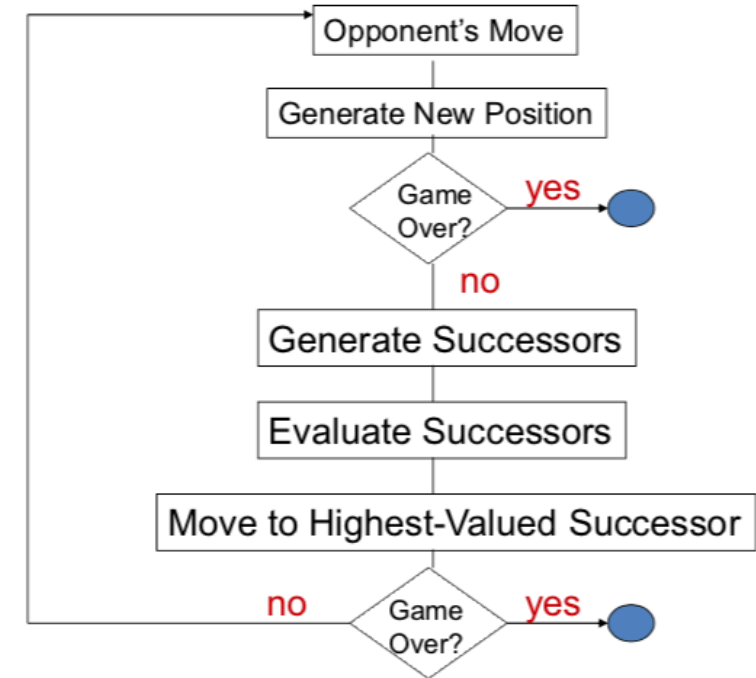 Opponent’s Move
Generate New Position
Game
Over?
yes
no
Generate Successors
Evaluate Successors
Move to Highest-Valued Successor
no
Game
Over?
yes